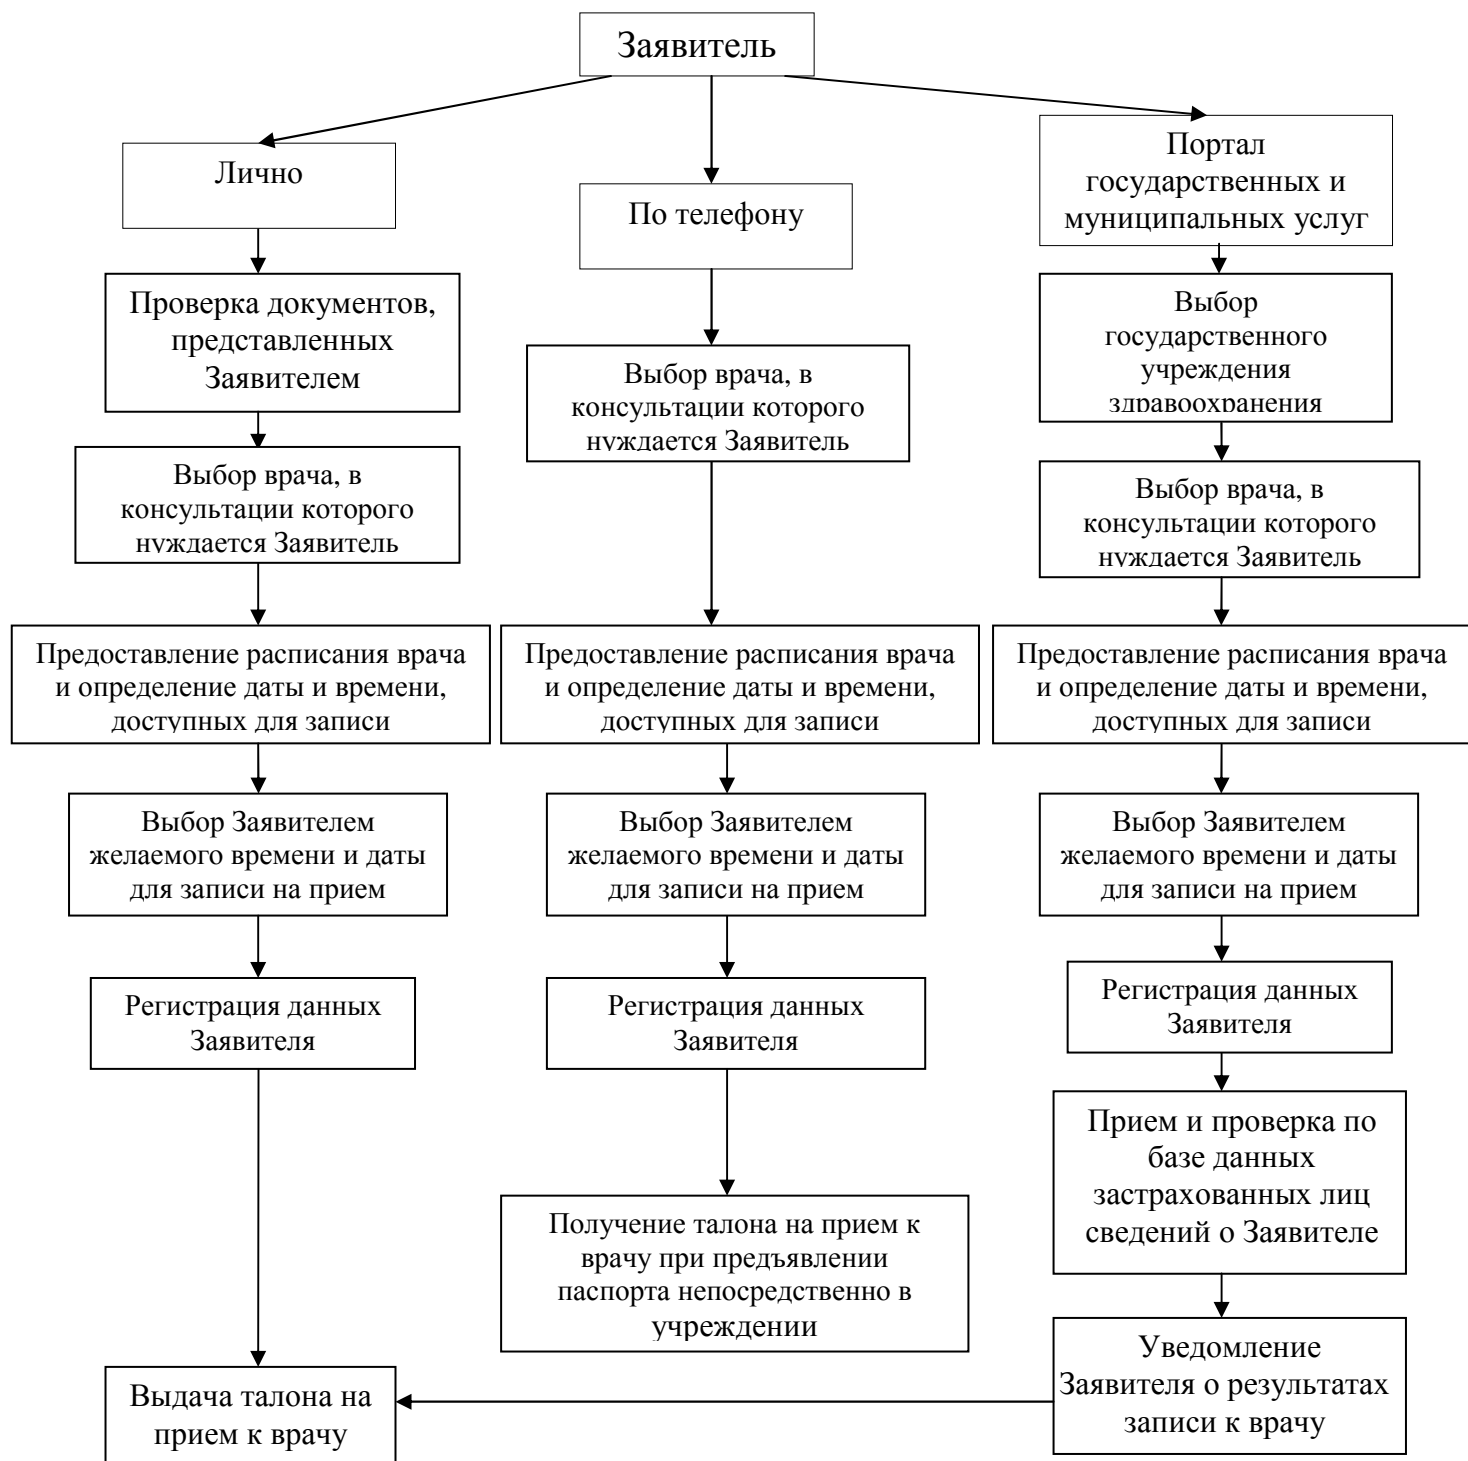 Заявитель
Лично
По телефону
Портал
государственных и
муниципальных услуг
Проверка документов,
представленных
Заявителем
Выбор врача, в
консультации которого
нуждается Заявитель
Выбор
государственного
учреждения
здравоохранения
Выбор врача, в
консультации которого
нуждается Заявитель
Выбор врача, в
консультации которого
нуждается Заявитель
Предоставление расписания врача
и определение даты и времени,
доступных для записи
Предоставление расписания врача
и определение даты и времени,
доступных для записи
Предоставление расписания врача
и определение даты и времени,
доступных для записи
Выбор Заявителем
желаемого времени и даты
для записи на прием
Выбор Заявителем
желаемого времени и даты
для записи на прием
Выбор Заявителем
желаемого времени и даты
для записи на прием
Регистрация данных
Заявителя
Регистрация данных
Заявителя
Регистрация данных
Заявителя
Прием и проверка по
базе данных
застрахованных лиц
сведений о Заявителе
Получение талона на прием к
врачу при предъявлении
паспорта непосредственно в
учреждении
Уведомление
Заявителя о результатах
записи к врачу
Выдача талона на
прием к врачу